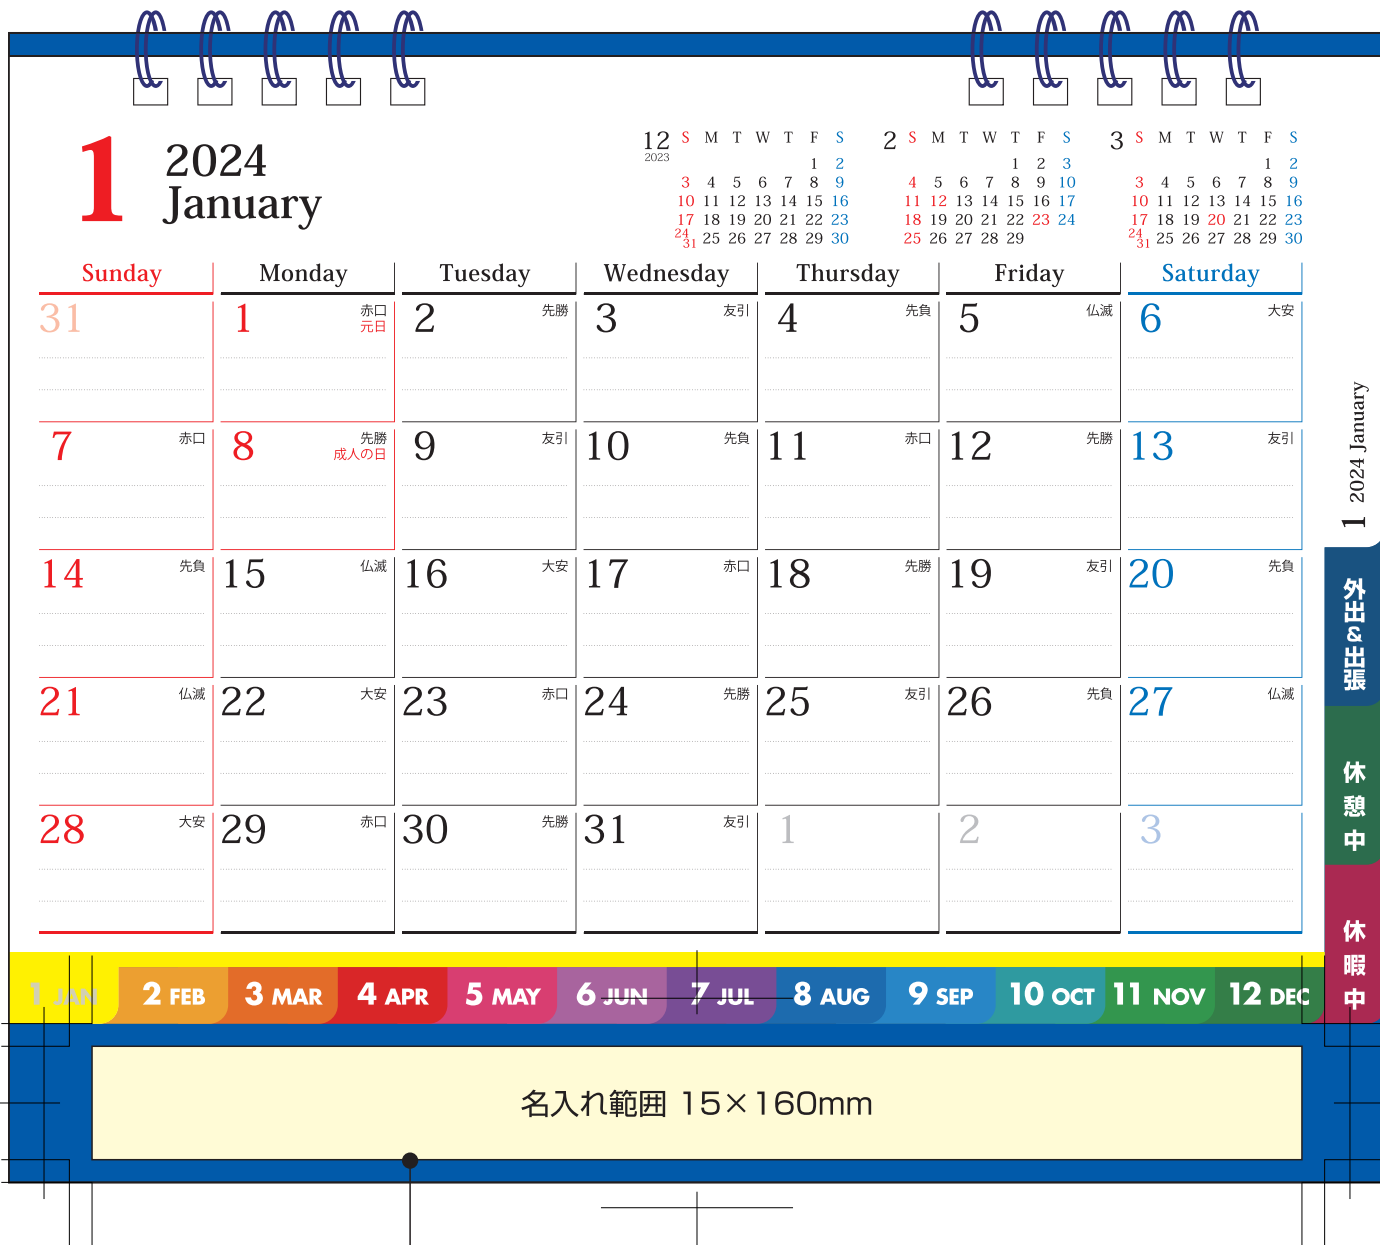 1
2024
January
12
2023
S M T W T F S
1 2
3 4 5 6 7 8 9
10 11 12 13 14 15 16
17 18 19 20 21 22 23
24 31 25 26 27 28 29 30
2
S M T W T F S
1 2 3
4 5 6 7 8 9 10
11 12 13 14 15 16 17
18 19 20 21 22 23 24
25 26 27 28 29
3
S M T W T F S
1 2
3 4 5 6 7 8 9
10 11 12 13 14 15 16
17 18 19 20 21 22 23
24 31 25 26 27 28 29 30
Sunday Monday Tuesday Wednesday Thursday Friday Saturday
31 1 赤口 2 先勝 3 友引 4 先負 5 仏滅 6 大安
元日
7 赤口 8 先勝 9 友引 10 先負 11 赤口 12 先勝 13 友引
成人の日
14 先負 15 仏滅 16 大安 17 赤口 18 先勝 19 友引 20 先負
21 仏滅 22 大安 23 赤口 24 先勝 25 友引 26 先負 27 仏滅
28 大安 29 赤口 30 先勝 31 友引 1 2 3
1 2024 January
外出&出張
休憩中
休暇中
1 JAN 2 FEB 3 MAR 4 APR 5 MAY 6 JUN 7 JUL 8 AUG 9 SEP 10 OCT 11 NOV 12 DEC
名入れ範囲 15×160mm